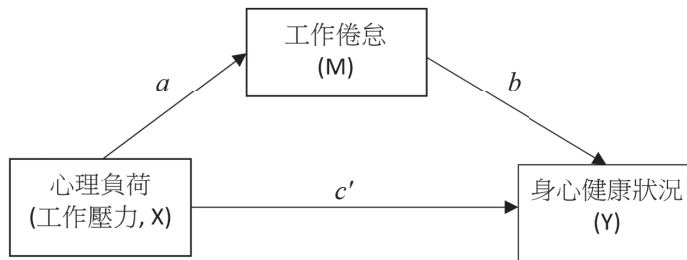 工作倦怠
(M)
a
b
心理負荷
(工作壓力, X)
c'
身心健康狀況
(Y)